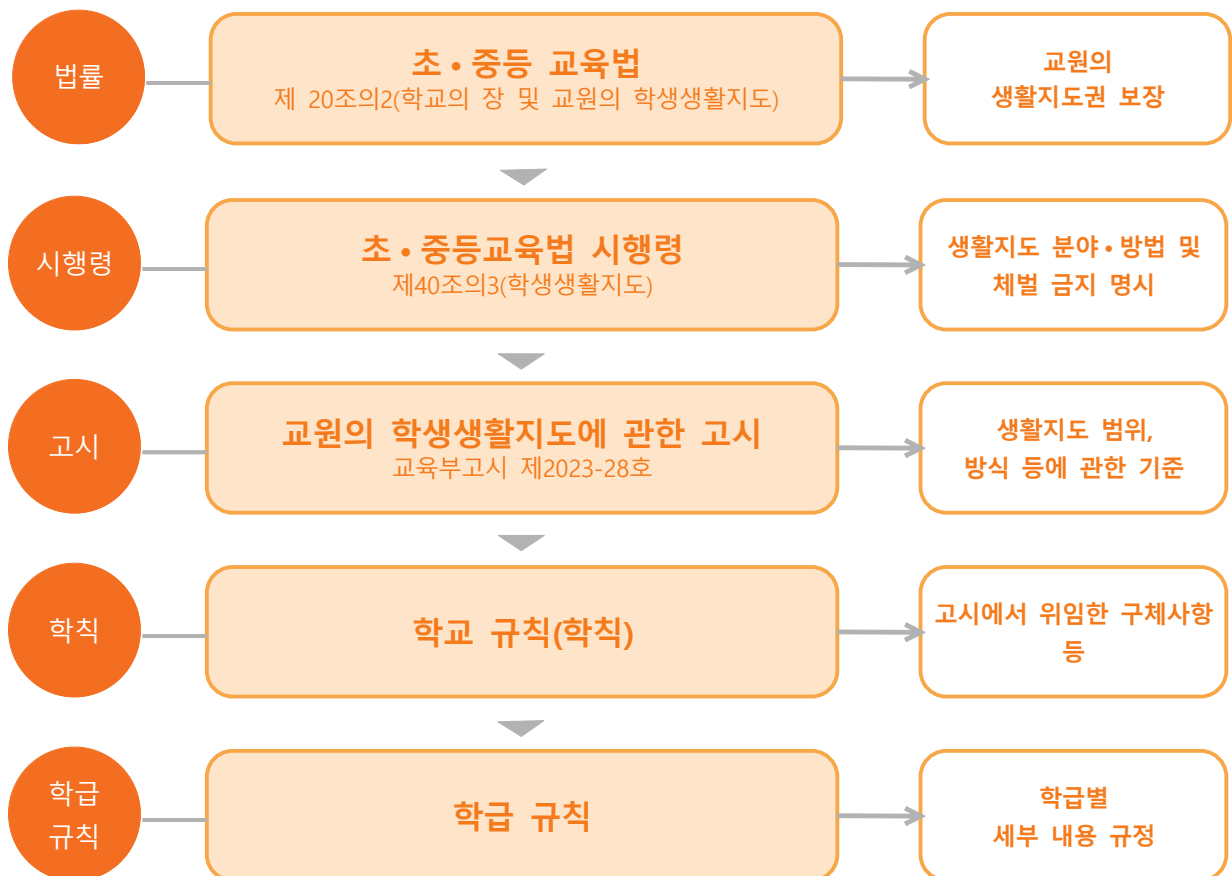 법률
초 • 중등 교육법
제 20조의2(학교의 장 및 교원의 학생생활지도)
교원의
생활지도권 보장
시행령
초 • 중등교육법 시행령
제40조의3(학생생활지도)
생활지도 분야 • 방법 및
체벌 금지 명시
고시
교원의 학생생활지도에 관한 고시
교육부고시 제2023-28호
생활지도 범위,
방식 등에 관한 기준
학칙
학교 규칙(학칙)
고시에서 위임한 구체사항
등
학급
규칙
학급 규칙
학급별
세부 내용 규정